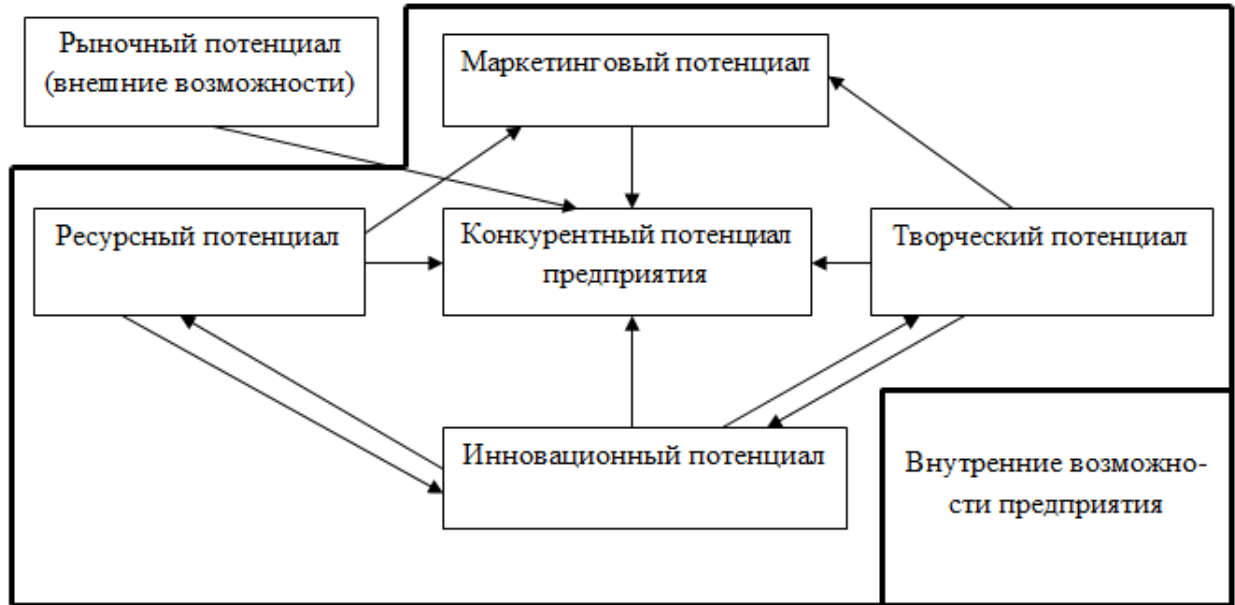 Рыночный потенциал
(внешние возможности)
Маркетинговый потенциал
Ресурсный потенциал
Конкурентный потенциал
предприятия
Творческий потенциал
Инновационный потенциал
Внутренние возможно-
сти предприятия